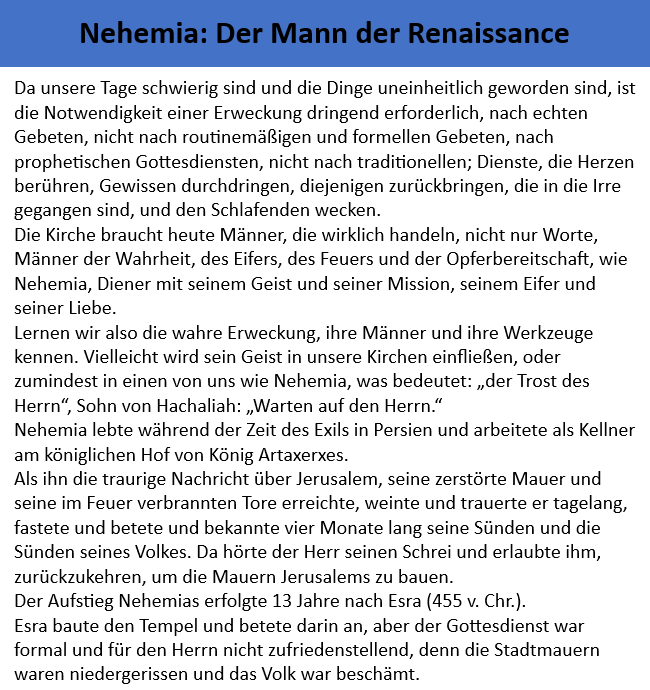 Nehemia: Der Mann der Renaissance
Da unsere Tage schwierig sind und die Dinge uneinheitlich geworden sind, ist
die Notwendigkeit einer Erweckung dringend erforderlich, nach echten
Gebeten, nicht nach routinemäßigen und formellen Gebeten, nach
prophetischen Gottesdiensten, nicht nach traditionellen; Dienste, die Herzen
berühren, Gewissen durchdringen, diejenigen zurückbringen, die in die Irre
gegangen sind, und den Schlafenden wecken.
Die Kirche braucht heute Männer, die wirklich handeln, nicht nur Worte,
Männer der Wahrheit, des Eifers, des Feuers und der Opferbereitschaft, wie
Nehemia, Diener mit seinem Geist und seiner Mission, seinem Eifer und
seiner Liebe.
Lernen wir also die wahre Erweckung, ihre Männer und ihre Werkzeuge
kennen. Vielleicht wird sein Geist in unsere Kirchen einfließen, oder
zumindest in einen von uns wie Nehemia, was bedeutet: „der Trost des
Herrn“, Sohn von Hachaliah: „Warten auf den Herrn.“
Nehemia lebte während der Zeit des Exils in Persien und arbeitete als Kellner
am königlichen Hof von König Artaxerxes.
Als ihn die traurige Nachricht über Jerusalem, seine zerstörte Mauer und
seine im Feuer verbrannten Tore erreichte, weinte und trauerte er tagelang,
fastete und betete und bekannte vier Monate lang seine Sünden und die
Sünden seines Volkes. Da hörte der Herr seinen Schrei und erlaubte ihm,
zurückzukehren, um die Mauern Jerusalems zu bauen.
Der Aufstieg Nehemias erfolgte 13 Jahre nach Esra (455 v. Chr.).
Esra baute den Tempel und betete darin an, aber der Gottesdienst war
formal und für den Herrn nicht zufriedenstellend, denn die Stadtmauern
waren niedergerissen und das Volk war beschämt.